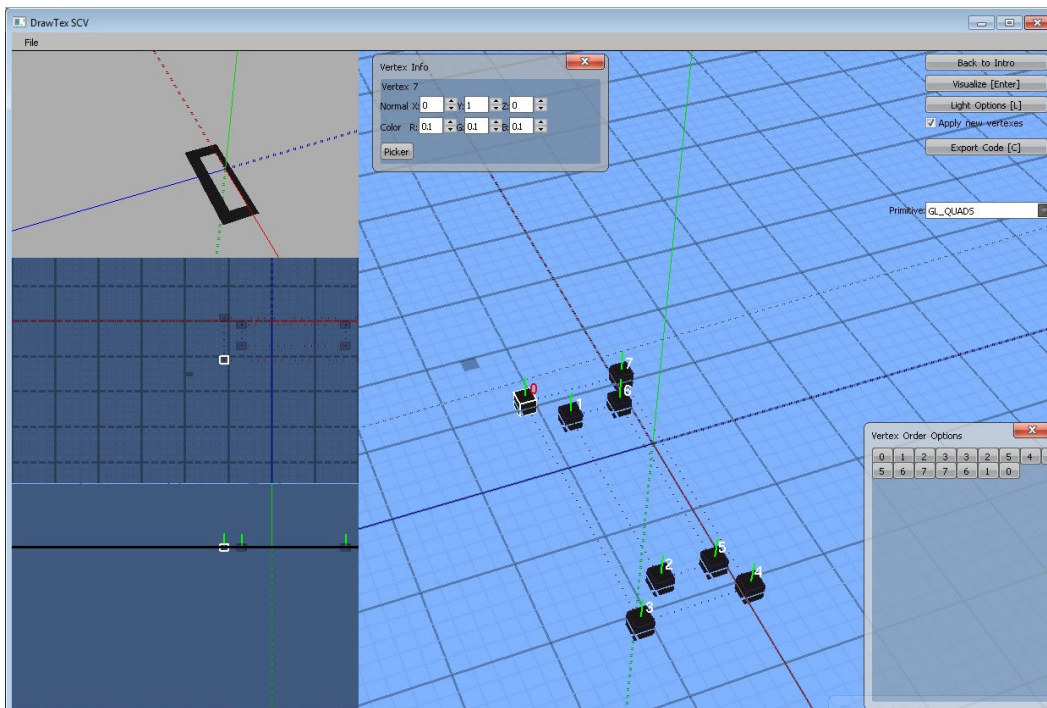 DrawTex SCV
File
Vertex Info
Vertex 7
Normal X: 0 Y: 1 Z: 0
Color R: 0.1 G: 0.1 B: 0.1
Picker
Back to Intro
Visualize [Enter]
Light Options [L]
Apply new vertexes
Export Code [C]
Primitive: GL_QUADS
7
0
1
6
2
5
4
3
Vertex Order Options
0 1 2 3 3 2 5 4
5 6 7 7 6 1 0